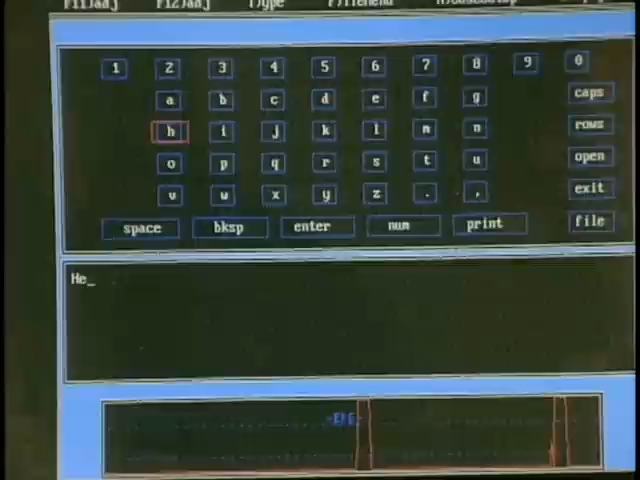 1 2 3 4 5 6 7 8 9 0
a b c d e f g caps
h i j k l m n rows
o p q r s t u open
v w x y z . , exit
space bksp enter num print file
He_